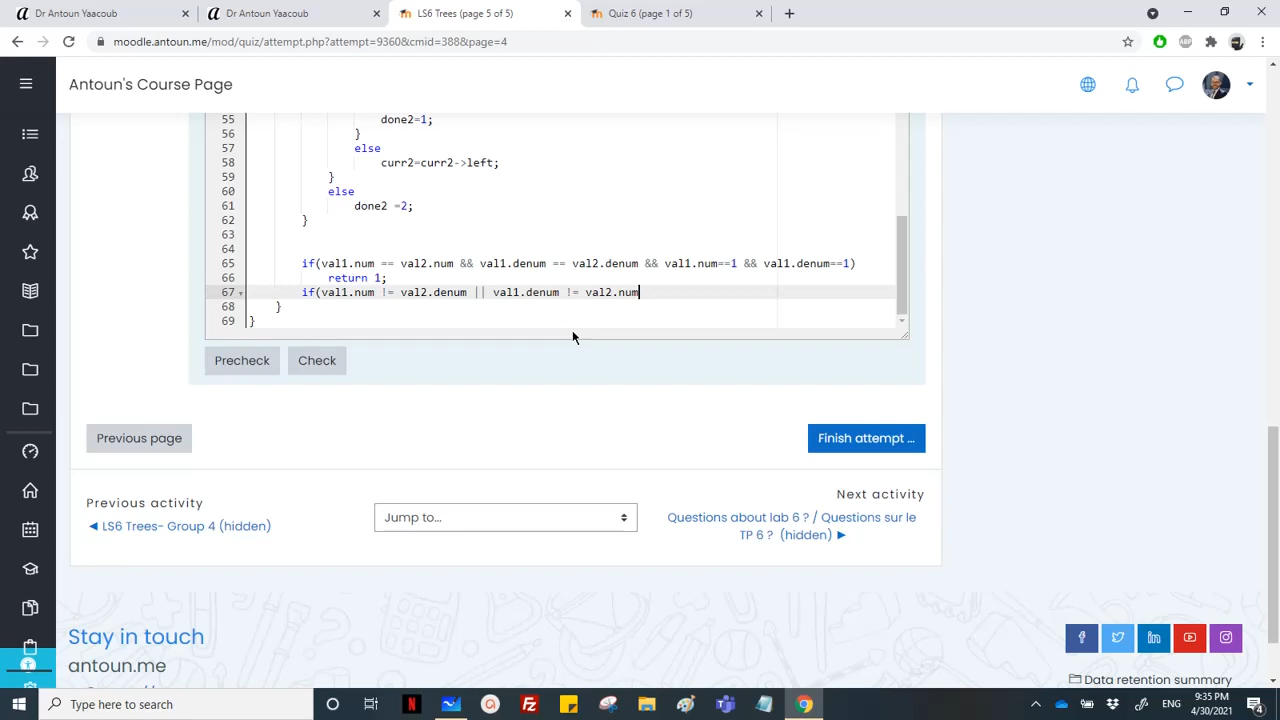 Dr Antoun Yaacoub
Dr Antoun Yaacoub
LS6 Trees (page 5 of 5)
Quiz 6 (page 1 of 5)
moodle.antoun.me/mod/quiz/attempt.php?attempt=9360&cmid=388&page=4
Antoun's Course Page
55 done2=1;
56 }
57 else
58 curr2=curr2->left;
59 }
60 else
61 done2 =2;
62 }
63
64
65 if(val1.num == val2.num && val1.denum == val2.denum && val1.num==1 && val1.denum==1)
66 return 1;
67 if(val1.num != val2.denum || val1.denum != val2.num
68 }
69 }
Precheck
Check
Previous page
Finish attempt ...
Previous activity
◀ LS6 Trees- Group 4 (hidden)
Jump to...
Next activity
Questions about lab 6 ? / Questions sur le
TP 6 ? (hidden) ▶
Stay in touch
antoun.me
Data retention summary
Type here to search
ENG
9:35 PM
4/30/2021